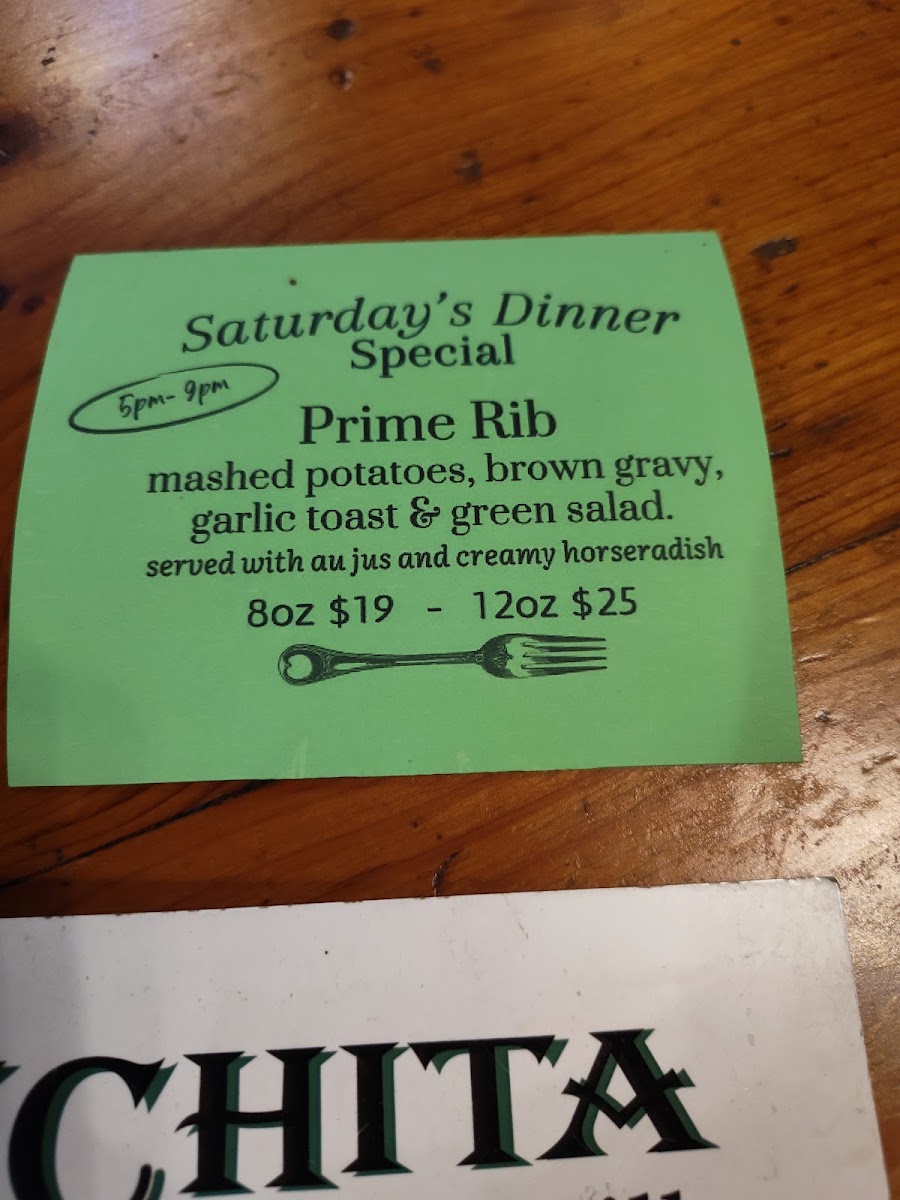 Saturday's Dinner
Special
5pm- 9pm
Prime Rib
mashed potatoes, brown gravy,
garlic toast & green salad.
served with au jus and creamy horseradish
8oz $19 - 12oz $25
CHITA